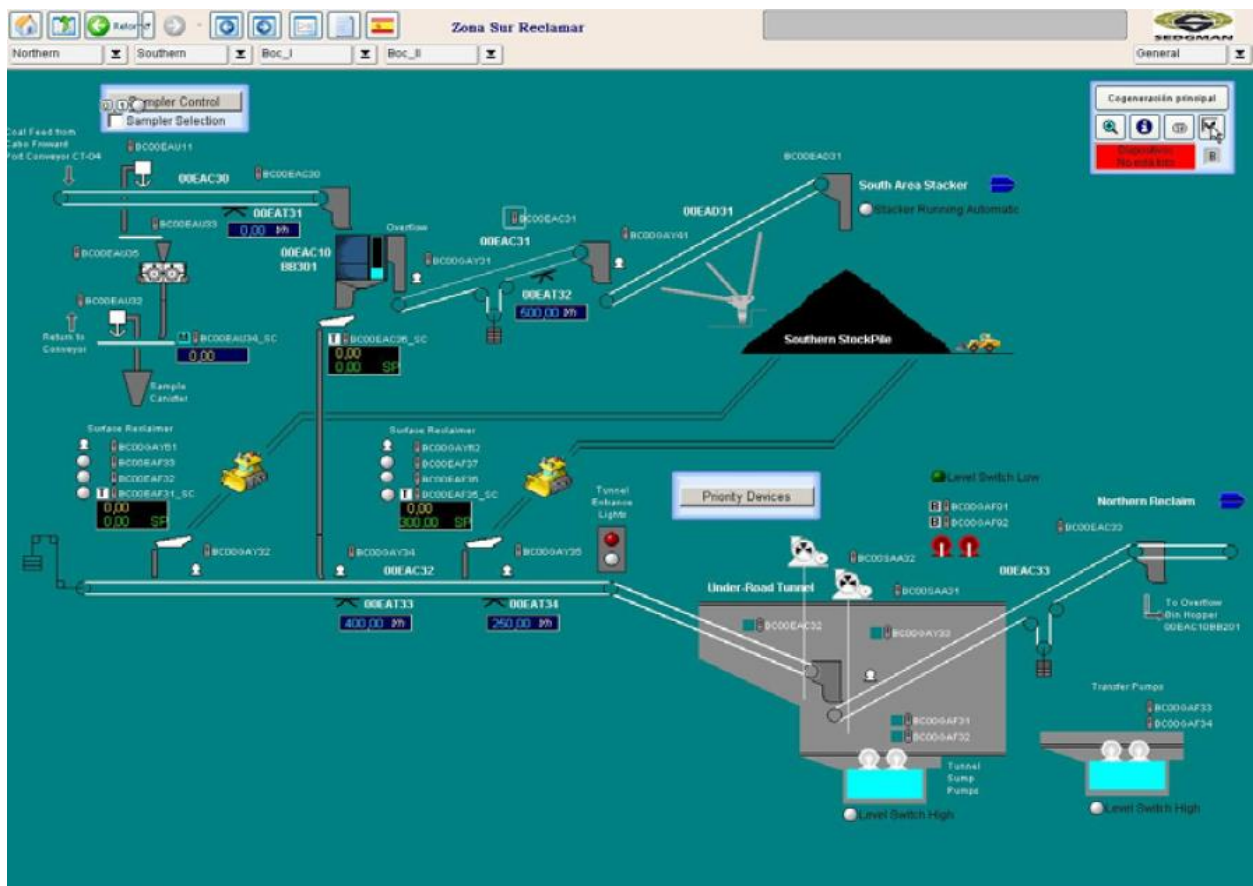 Zona Sur Reclamar
SEDGMAN
Northern
Southern
Boc_I
Boc_II
General
Sampler Control
Sampler Selection
Cogeneración principal
No está listo
B
Coal Feed from
Cabo Froward
Port Conveyor CT-04
BC00EAU11
00EAC30
BC00EAC30
BC00EAD31
South Area Stacker
Stacker Running Automatic
00EAT31
0,00
BC00EAU33
BC00EAU35
00EAC10
BB301
Overflow
BC00EAC31
00EAC31
BC00GAY31
BC00GAY41
00EAD31
00EAT32
500,00
BC00EAU32
Return to
Conveyor
BC00EAU34_SC
0,00
T
BC00EAC36_SC
0,00
0,00 SP
Southern StockPile
Sample
Canister
Surface Reclaimer
BC00GAY51
BC00EAF33
BC00EAF32
T
BC00EAF31_SC
0,00
0,00 SP
Surface Reclaimer
BC00GAY52
BC00EAF37
BC00EAF36
T
BC00EAF35_SC
0,00
300,00 SP
Tunnel
Entrance
Lights
Priority Devices
Level Switch Low
B BC00GAF91
B BC00GAF92
Northern Reclaim
BC00EAC33
BC00GAY32
BC00GAY34
00EAC32
BC00GAY35
00EAT33
400,00
00EAT34
250,00
BC00SAA32
BC00SAA31
Under-Road Tunnel
00EAC33
To Overflow
Bin Hopper
00EAC10BB201
BC00EAC32
BC00GAY33
BC00GAF31
BC00GAF32
Tunnel
Sump
Pumps
Level Switch High
Transfer Pumps
BC00GAF33
BC00GAF34
Level Switch High